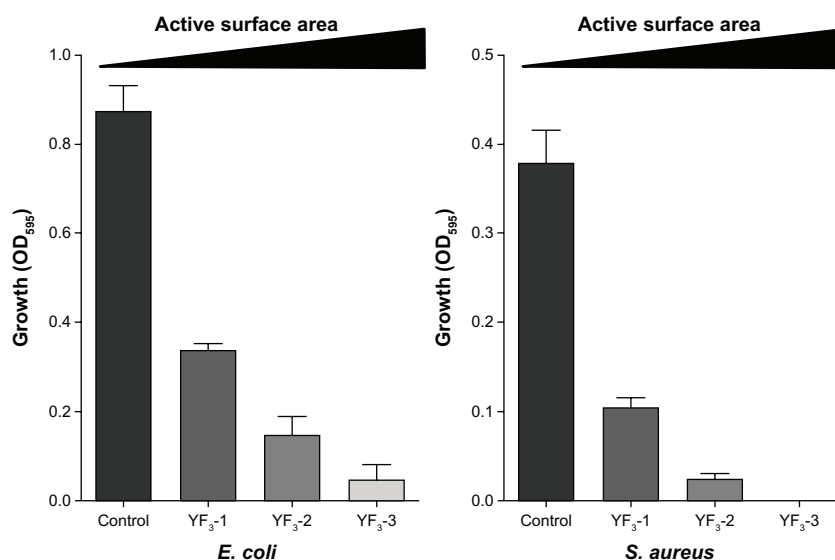 Active surface area
1.0
0.8
0.6
0.4
0.2
0.0
Growth (OD₅₉₅)
Control
YF₃-1
YF₃-2
YF₃-3
E. coli
Active surface area
0.5
0.4
0.3
0.2
0.1
0.0
Growth (OD₅₉₅)
Control
YF₃-1
YF₃-2
YF₃-3
S. aureus